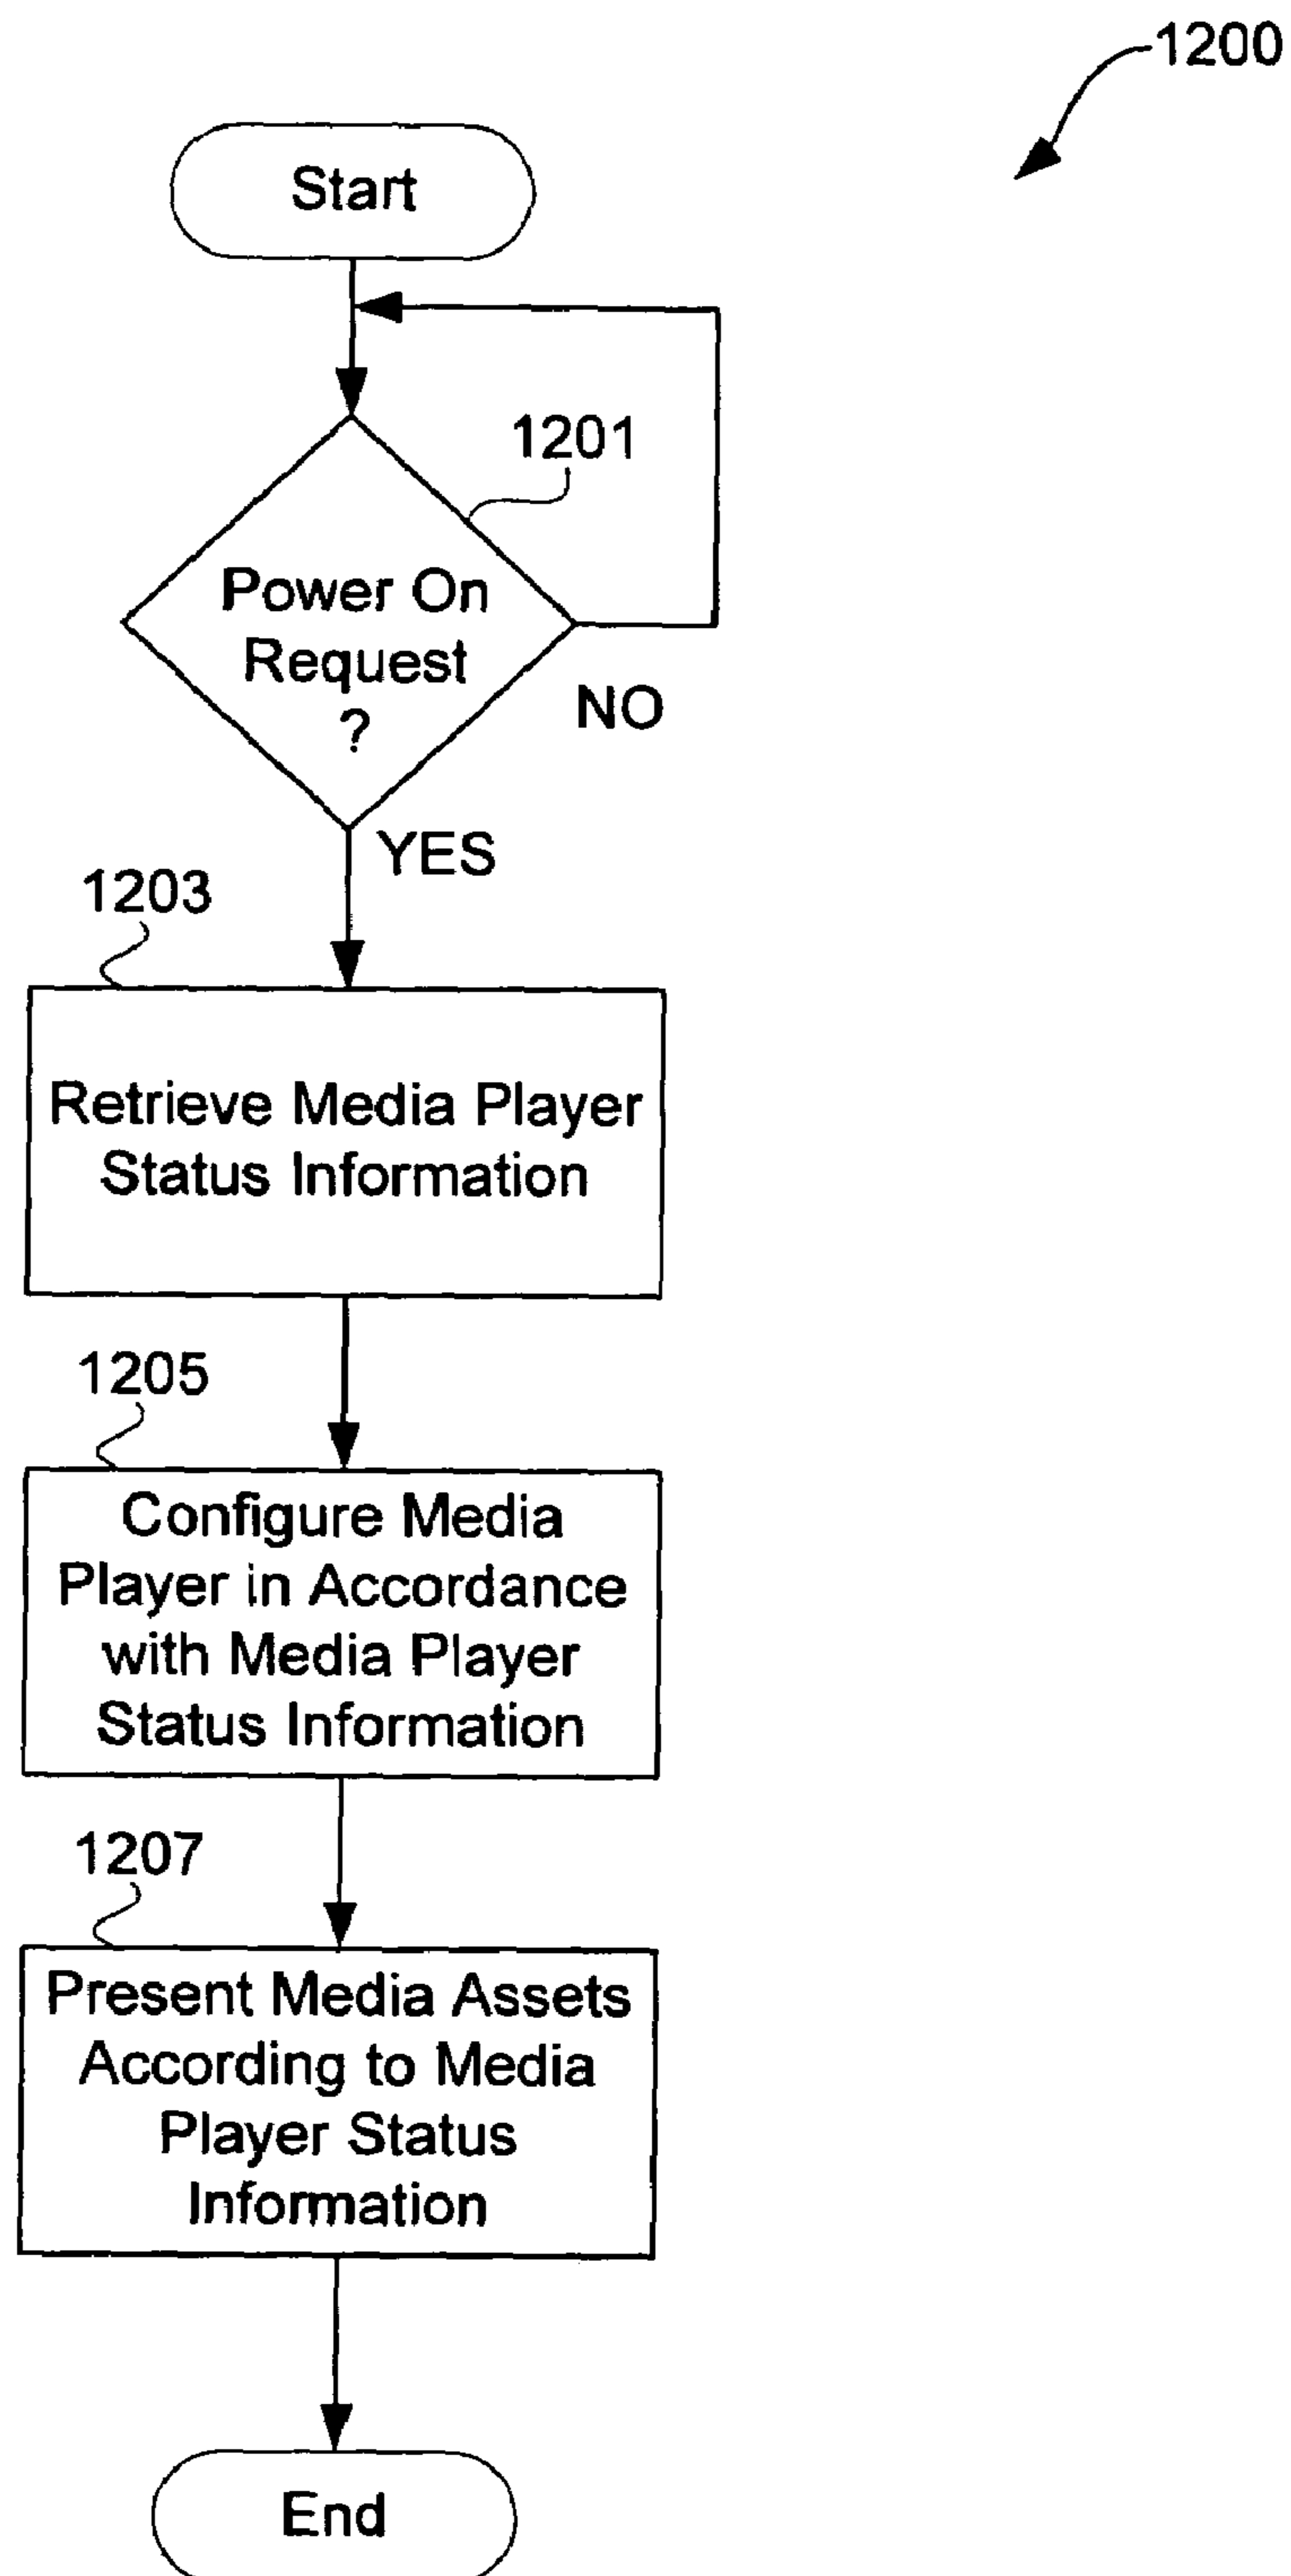 1200
Start
1201
Power On
Request
?
NO
YES
1203
Retrieve Media Player
Status Information
1205
Configure Media
Player in Accordance
with Media Player
Status Information
1207
Present Media Assets
According to Media
Player Status
Information
End